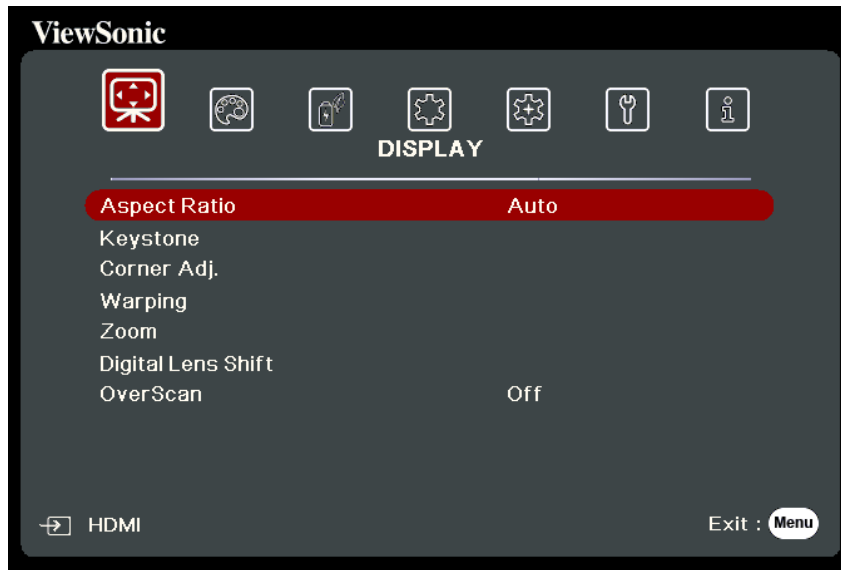 ViewSonic
DISPLAY
Aspect Ratio Auto
Keystone
Corner Adj.
Warping
Zoom
Digital Lens Shift
OverScan Off
HDMI Exit : Menu